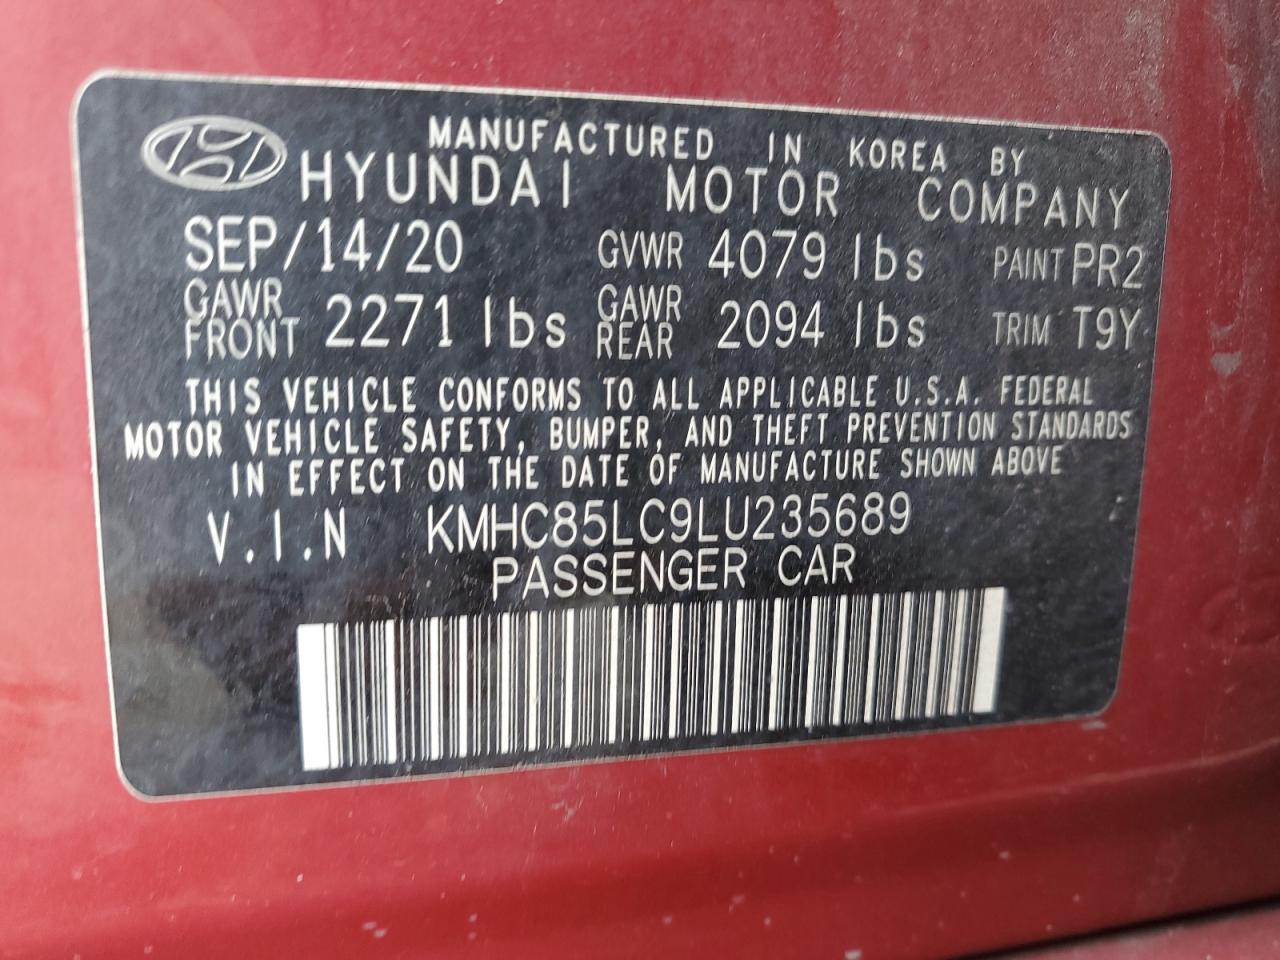 MANUFACTURED IN KOREA BY
HYUNDAI MOTOR COMPANY
SEP/14/20 GVWR 4079 lbs PAINT PR2
GAWR FRONT 2271 lbs GAWR REAR 2094 lbs TRIM T9Y
THIS VEHICLE CONFORMS TO ALL APPLICABLE U.S.A. FEDERAL
MOTOR VEHICLE SAFETY, BUMPER, AND THEFT PREVENTION STANDARDS
IN EFFECT ON THE DATE OF MANUFACTURE SHOWN ABOVE
V.I.N KMHC85LC9LU235689
PASSENGER CAR